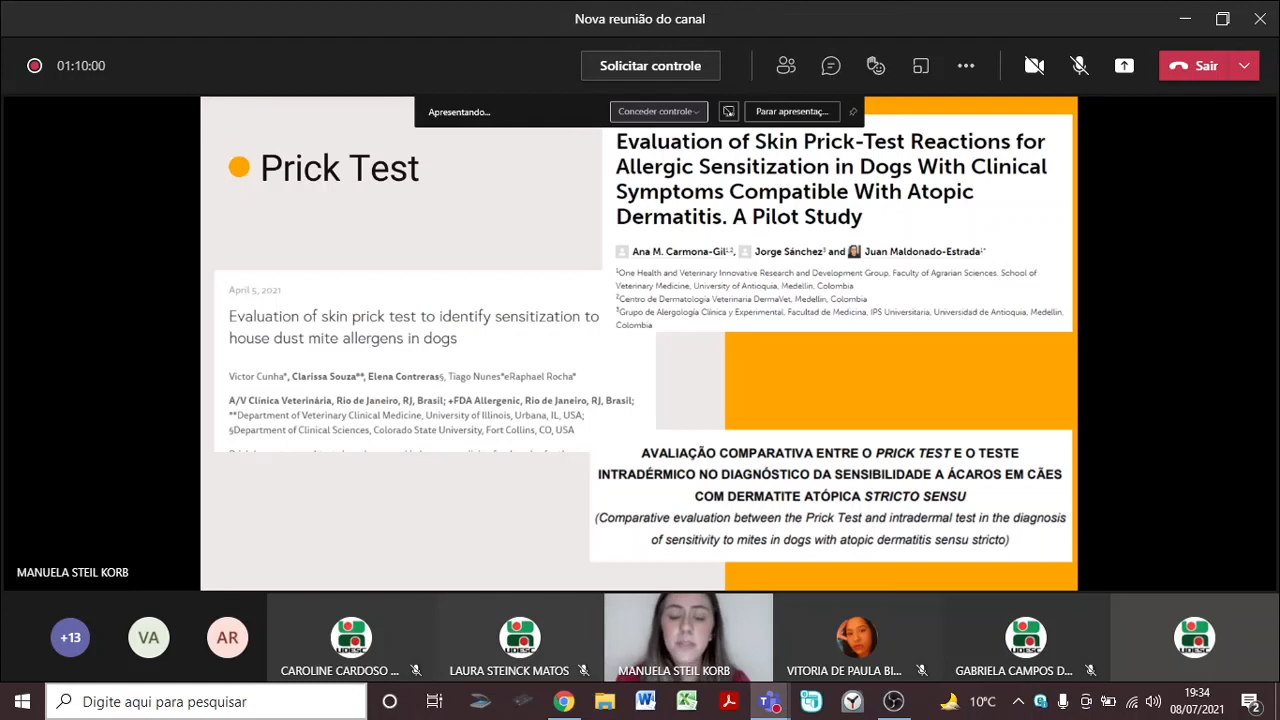 Nova reunião do canal
01:10:00
Solicitar controle
Sair
Apresentando...
Conceder controle
Parar apresentaç...
Prick Test
Evaluation of Skin Prick-Test Reactions for
Allergic Sensitization in Dogs With Clinical
Symptoms Compatible With Atopic
Dermatitis. A Pilot Study
Ana M. Carmona-Gil1,2, Jorge Sánchez3 and Juan Maldonado-Estrada1*
1One Health and Veterinary Innovative Research and Development Group, Faculty of Agrarian Sciences, School of
Veterinary Medicine, University of Antioquia, Medellin, Colombia
2Centro de Dermatología Veterinaria DermaVet, Medellin, Colombia
3Grupo de Alergología Clínica y Experimental, Facultad de Medicina, IPS Universitaria, Universidad de Antioquia, Medellin,
Colombia
April 5, 2021
Evaluation of skin prick test to identify sensitization to
house dust mite allergens in dogs
Victor Cunha*, Clarissa Souza**, Elena Contreras§, Tiago Nunes*eRaphael Rocha*
A/V Clínica Veterinária, Rio de Janeiro, RJ, Brasil; +FDA Allergenic, Rio de Janeiro, RJ, Brasil;
**Department of Veterinary Clinical Medicine, University of Illinois, Urbana, IL, USA;
§Department of Clinical Sciences, Colorado State University, Fort Collins, CO, USA
AVALIAÇÃO COMPARATIVA ENTRE O PRICK TEST E O TESTE
INTRADÉRMICO NO DIAGNÓSTICO DA SENSIBILIDADE A ÁCAROS EM CÃES
COM DERMATITE ATÓPICA STRICTO SENSU
(Comparative evaluation between the Prick Test and intradermal test in the diagnosis
of sensitivity to mites in dogs with atopic dermatitis sensu stricto)
MANUELA STEIL KORB
+13
VA
AR
UDESC
UDESC
UDESC
UDESC
CAROLINE CARDOSO ...
LAURA STEINCK MATOS
MANUELA STEIL KORB
VITORIA DE PAULA BI...
GABRIELA CAMPOS D...
Digite aqui para pesquisar
10°C
19:34
08/07/2021
2